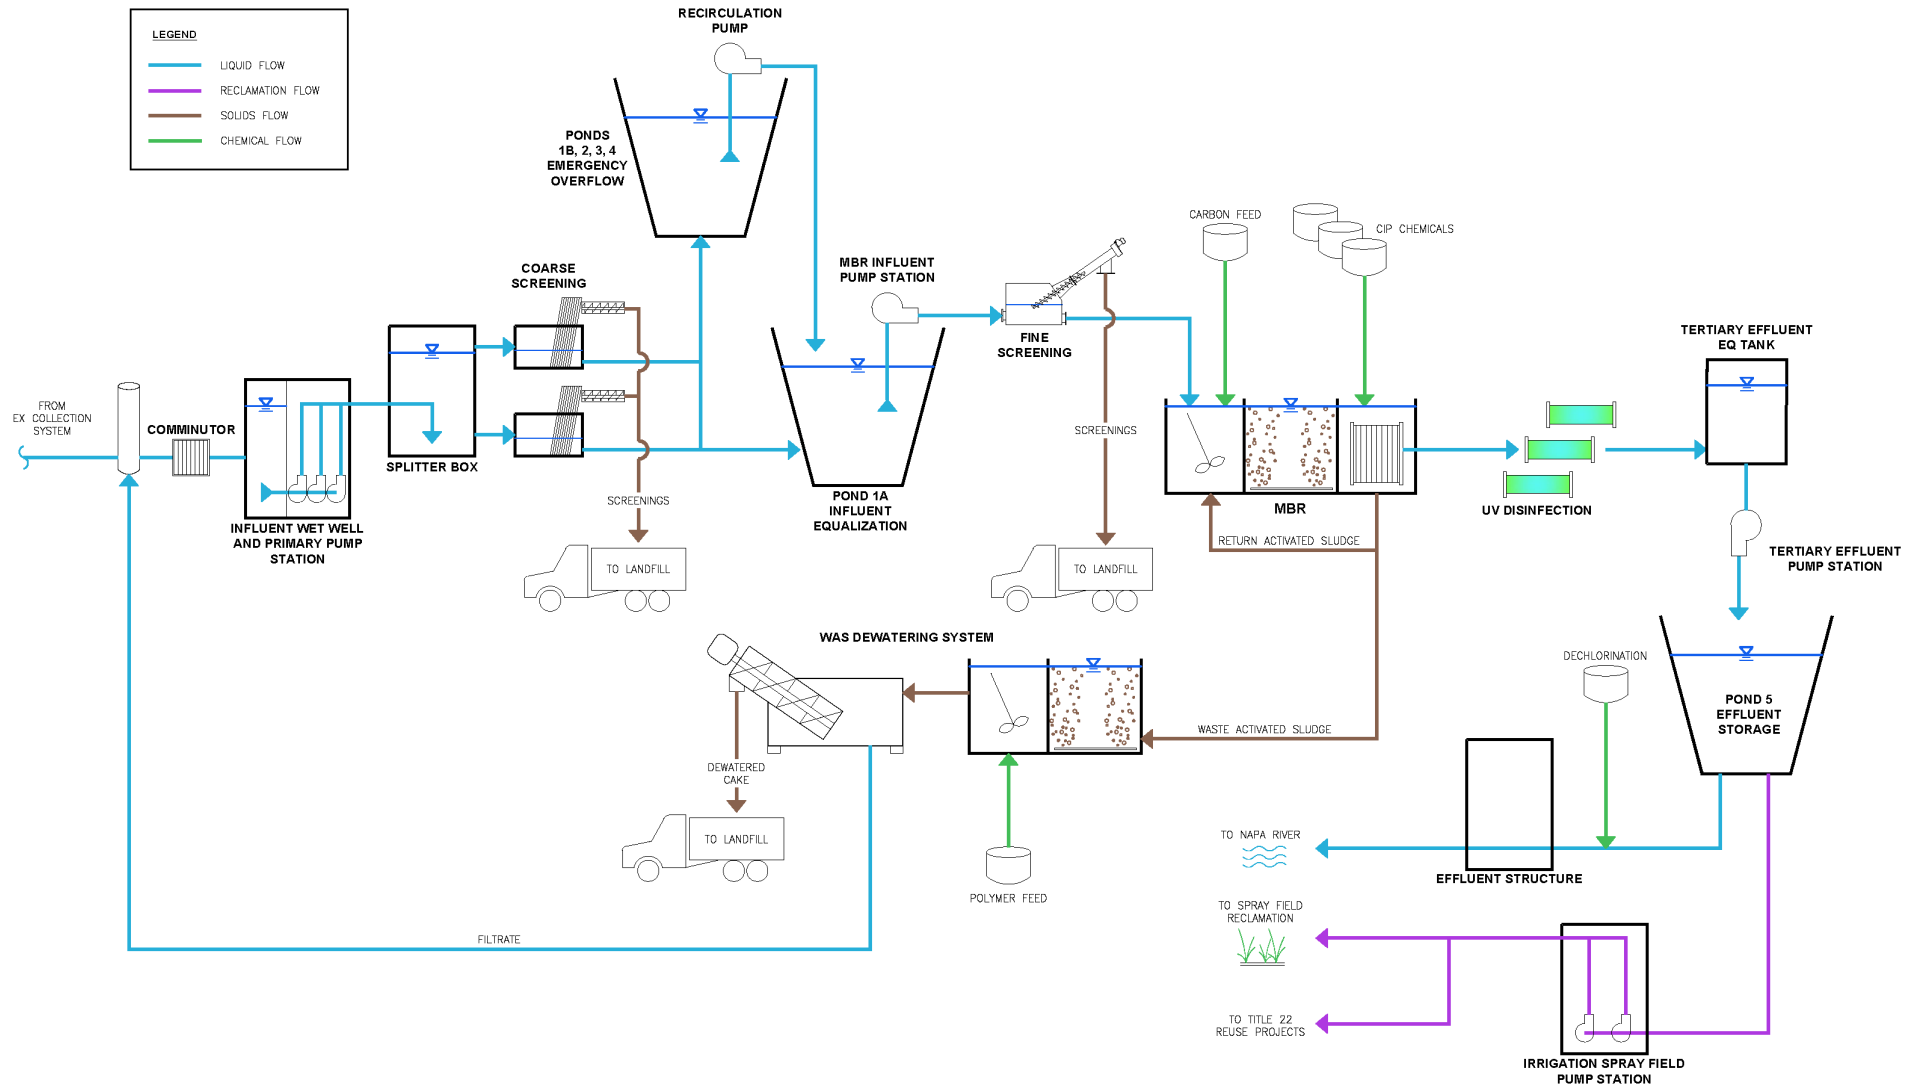 LEGEND
LIQUID FLOW
RECLAMATION FLOW
SOLIDS FLOW
CHEMICAL FLOW
RECIRCULATION
PUMP
PONDS
1B, 2, 3, 4
EMERGENCY
OVERFLOW
COARSE
SCREENING
MBR INFLUENT
PUMP STATION
CARBON FEED
CIP CHEMICALS
FINE
SCREENING
TERTIARY EFFLUENT
EQ TANK
FROM
EX COLLECTION
SYSTEM
COMMINUTOR
SPLITTER BOX
INFLUENT WET WELL
AND PRIMARY PUMP
STATION
SCREENINGS
TO LANDFILL
POND 1A
INFLUENT
EQUALIZATION
SCREENINGS
TO LANDFILL
MBR
RETURN ACTIVATED SLUDGE
UV DISINFECTION
TERTIARY EFFLUENT
PUMP STATION
WAS DEWATERING SYSTEM
WASTE ACTIVATED SLUDGE
DECHLORINATION
POND 5
EFFLUENT
STORAGE
DEWATERED
CAKE
TO LANDFILL
POLYMER FEED
TO NAPA RIVER
EFFLUENT STRUCTURE
TO SPRAY FIELD
RECLAMATION
FILTRATE
TO TITLE 22
REUSE PROJECTS
IRRIGATION SPRAY FIELD
PUMP STATION